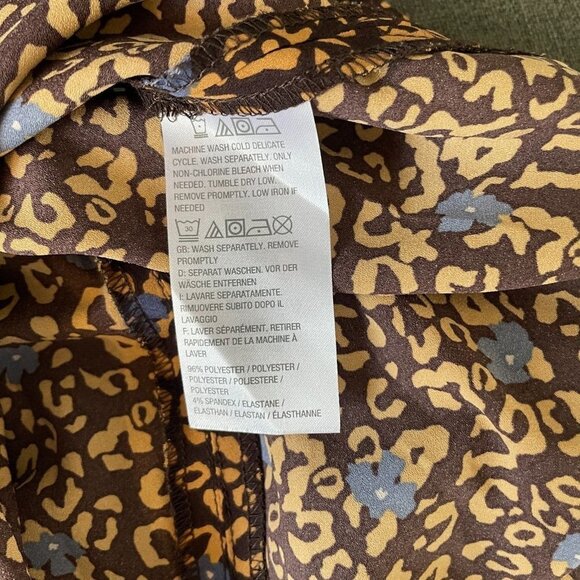 MACHINE WASH COLD DELICATE
CYCLE. WASH SEPARATELY. ONLY
NON-CHLORINE BLEACH WHEN
NEEDED. TUMBLE DRY LOW.
REMOVE PROMPTLY. LOW IRON IF
NEEDED
30
GB: WASH SEPARATELY. REMOVE
PROMPTLY
D: SEPARAT WASCHEN. VOR DER
WÄSCHE ENTFERNEN
I: LAVARE SEPARATAMENTE.
RIMUOVERE SUBITO DOPO IL
LAVAGGIO
F: LAVER SÉPARÉMENT, RETIRER
RAPIDEMENT DE LA MACHINE À
LAVER
96% POLYESTER / POLYESTER /
POLYESTER / POLIESTERE /
POLYESTER
4% SPANDEX / ELASTANE /
ELASTHAN / ELASTAN / ÉLASTHANNE